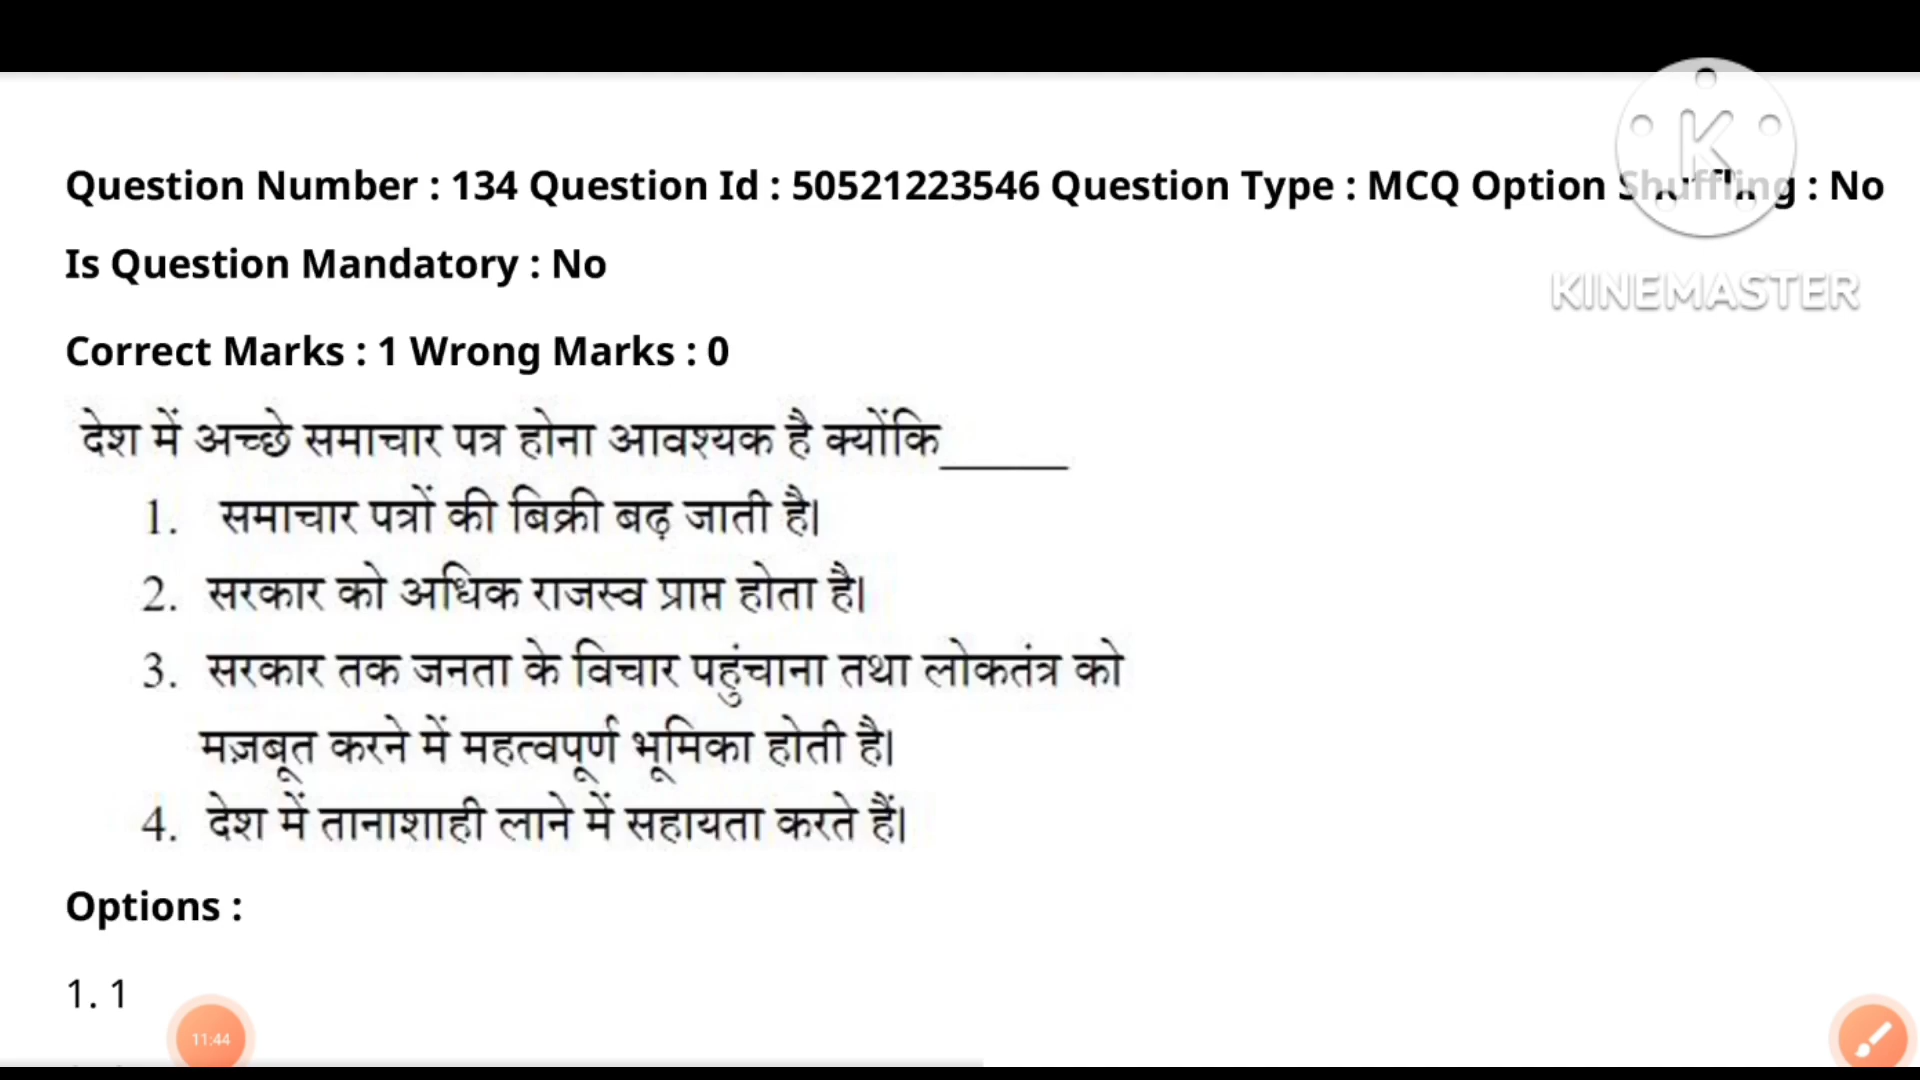 Question Number : 134 Question Id : 50521223546 Question Type : MCQ Option Shuffling : No
Is Question Mandatory : No
KINEMASTER
Correct Marks : 1 Wrong Marks : 0
देश में अच्छे समाचार पत्र होना आवश्यक है क्योंकि______
1. समाचार पत्रों की बिक्री बढ़ जाती है।
2. सरकार को अधिक राजस्व प्राप्त होता है।
3. सरकार तक जनता के विचार पहुंचाना तथा लोकतंत्र को
मज़बूत करने में महत्वपूर्ण भूमिका होती है।
4. देश में तानाशाही लाने में सहायता करते हैं।
Options :
1. 1
11:44